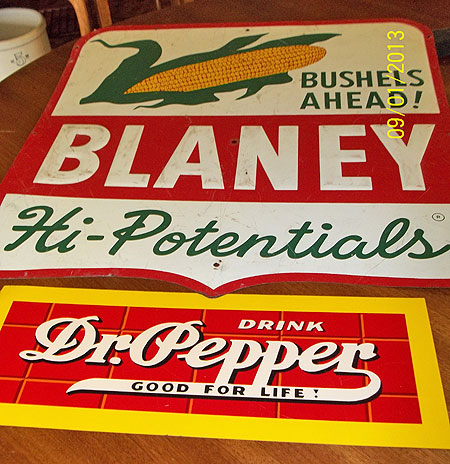 BUSHELS
AHEAD!
BLANEY
Hi-Potentials
®
DRINK
Dr. Pepper
GOOD FOR LIFE!
09/01/2013